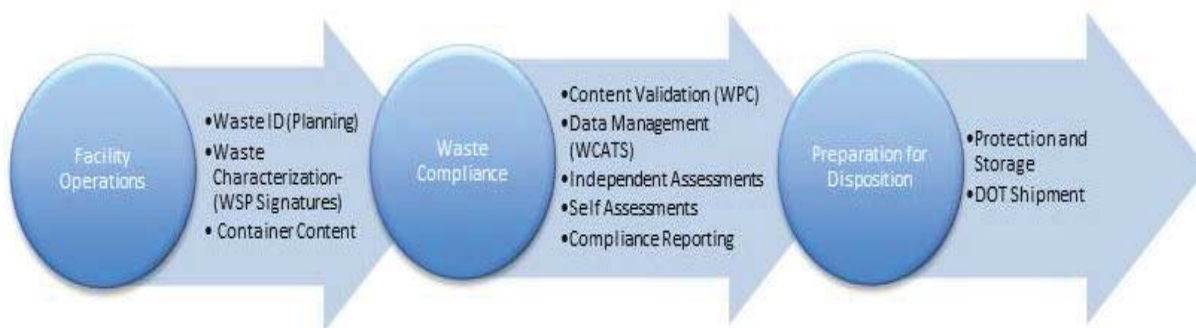 Facility
Operations
•Waste ID (Planning)
•Waste
Characterization-
(WSP Signatures)
• Container Content
Waste
Compliance
•Content Validation (WPC)
•Data Management
(WCATS)
•Independent Assessments
•Self Assessments
•Compliance Reporting
Preparation for
Disposition
•Protection and
Storage
•DOT Shipment